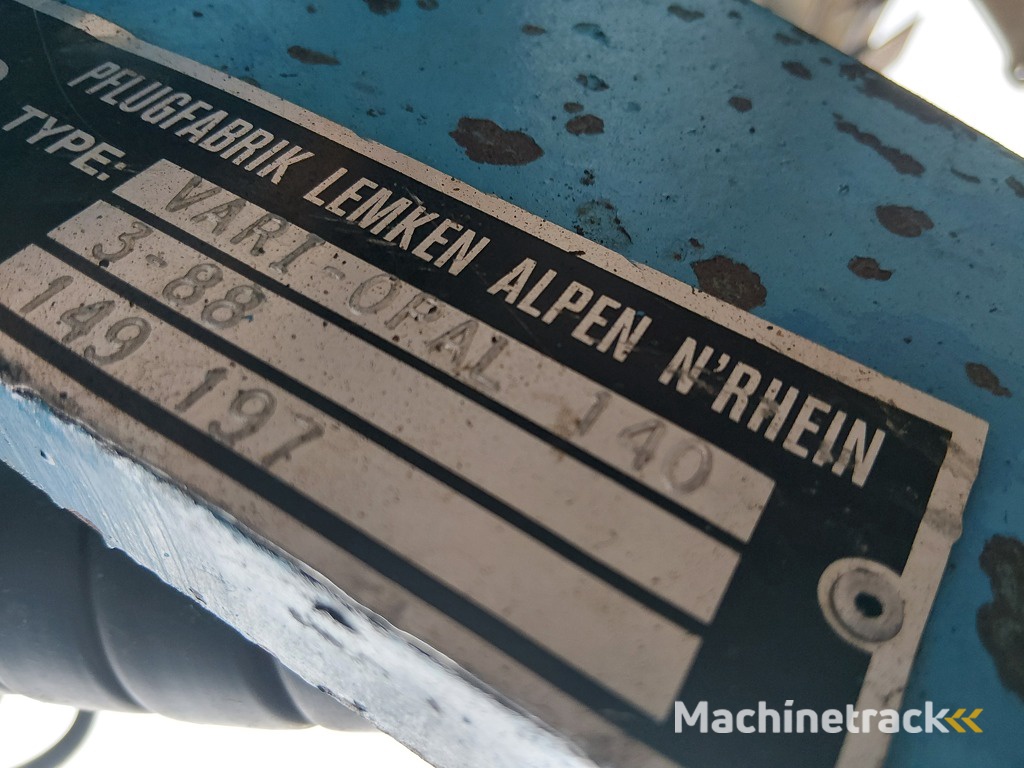 PFLUGFABRIK LEMKEN ALPEN N'RHEIN
TYPE: VARI-OPAL 140
3-88
149 197
Machinetrack